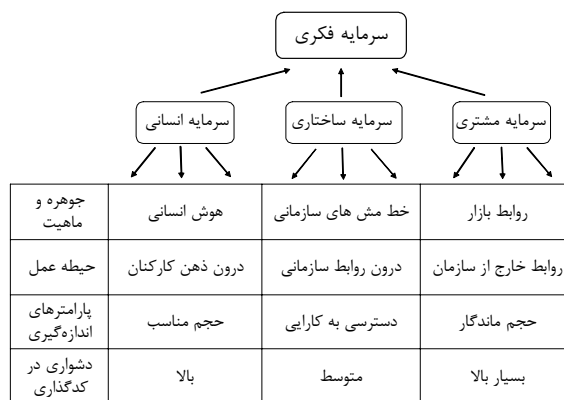 سرمایه فکری
سرمایه مشتری
سرمایه ساختاری
سرمایه انسانی
جوهره و
ماهیت
هوش انسانی
خط مش های سازمانی
روابط بازار
حیطه عمل
درون ذهن کارکنان
درون روابط سازمانی
روابط خارج از سازمان
پارامترهای
اندازه‌گیری
حجم مناسب
دسترسی به کارایی
حجم ماندگار
دشواری در
کدگذاری
بالا
متوسط
بسیار بالا